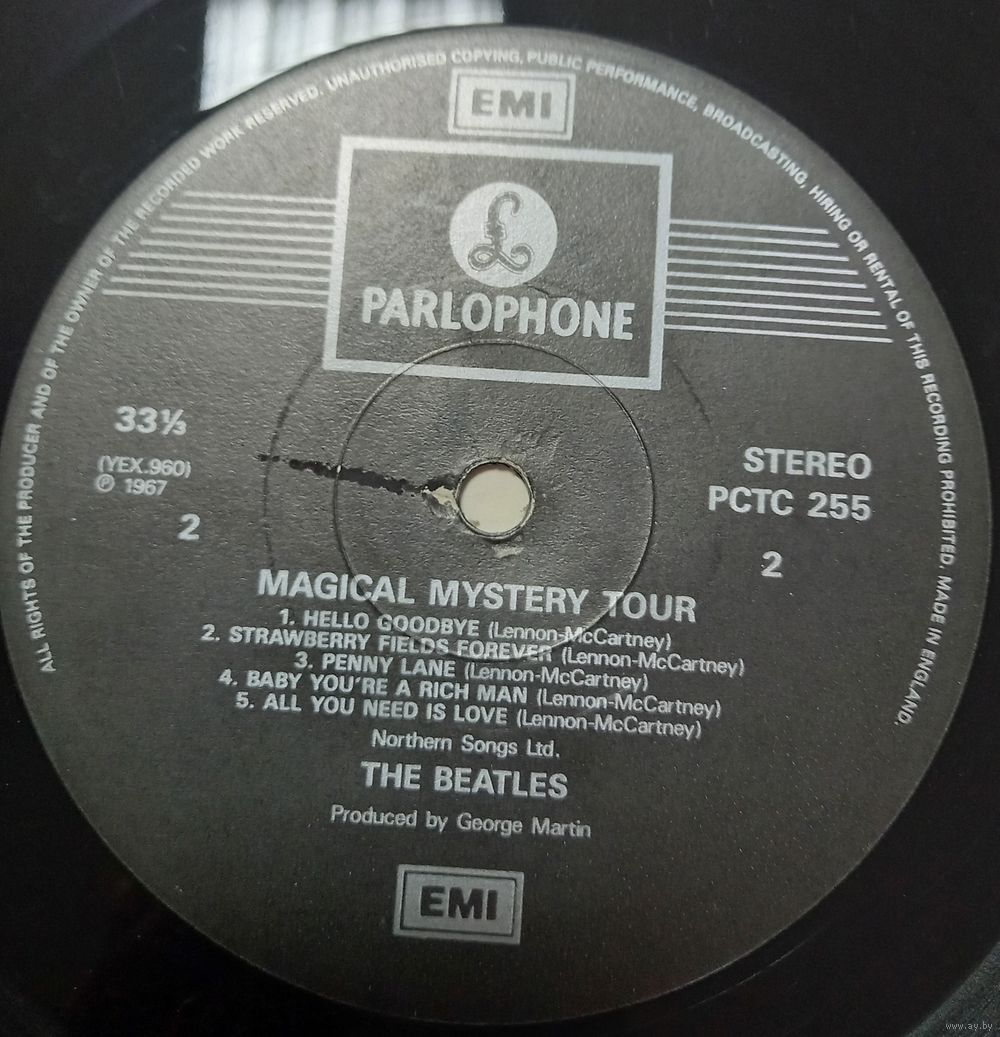 ALL RIGHTS OF THE PRODUCER AND OF THE OWNER OF THE RECORDED WORK RESERVED. UNAUTHORISED COPYING, PUBLIC PERFORMANCE, BROADCASTING, HIRING OR RENTAL OF THIS RECORDING PROHIBITED. MADE IN ENGLAND.
EMI
£
PARLOPHONE
33⅓
(YEX.960)
℗ 1967
2
STEREO
PCTC 255
2
MAGICAL MYSTERY TOUR
1. HELLO GOODBYE (Lennon-McCartney)
2. STRAWBERRY FIELDS FOREVER (Lennon-McCartney)
3. PENNY LANE (Lennon-McCartney)
4. BABY YOU'RE A RICH MAN (Lennon-McCartney)
5. ALL YOU NEED IS LOVE (Lennon-McCartney)
Northern Songs Ltd.
THE BEATLES
Produced by George Martin
EMI
www.ay.by